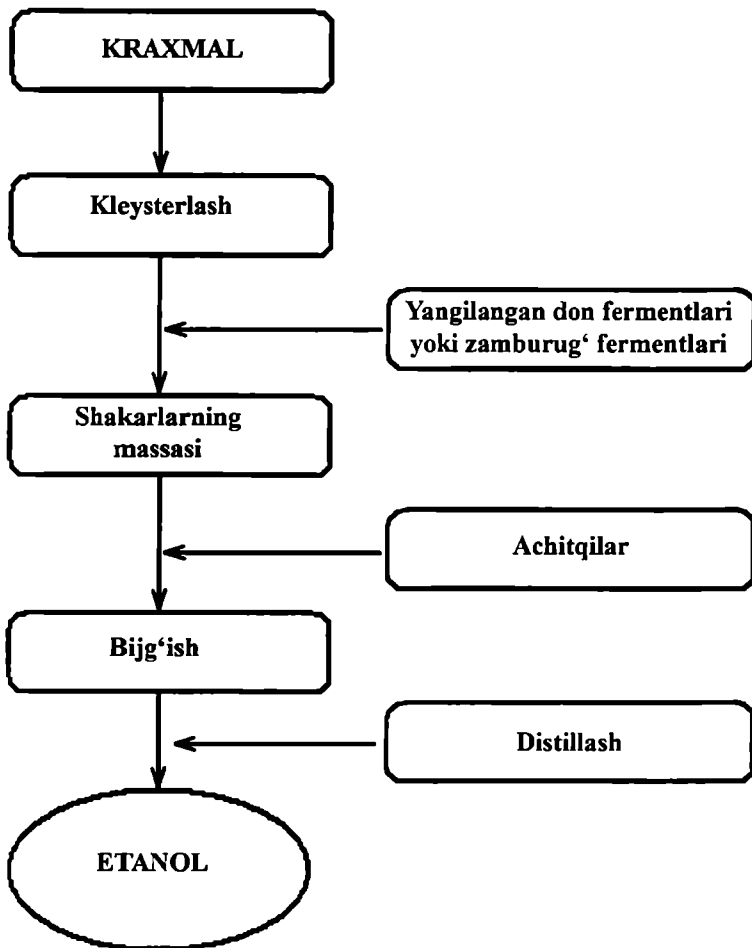 KRAXMAL
Kleysterlash
Yangilangan don fermentlari
yoki zamburug‘ fermentlari
Shakarlarning
massasi
Achitqilar
Bijg‘ish
Distillash
ETANOL